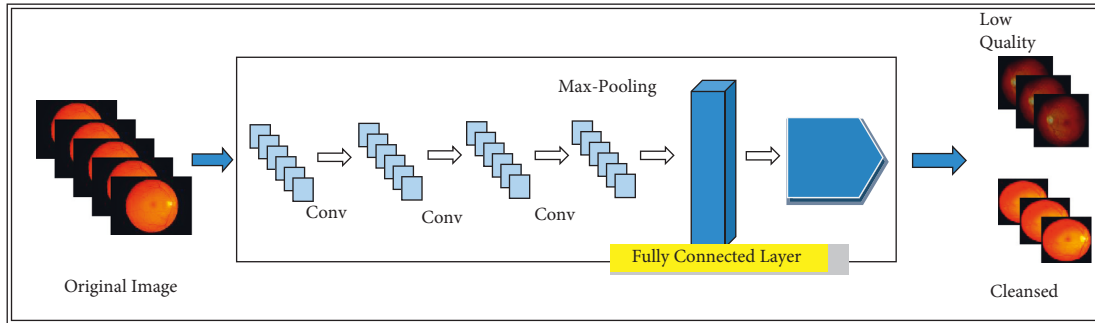 Low
Quality
Max-Pooling
Conv
Conv
Conv
Fully Connected Layer
Original Image
Cleansed